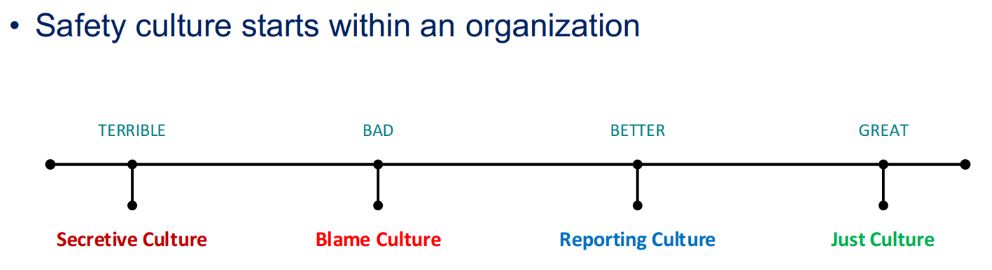 • Safety culture starts within an organization
TERRIBLE BAD BETTER GREAT
Secretive Culture Blame Culture Reporting Culture Just Culture